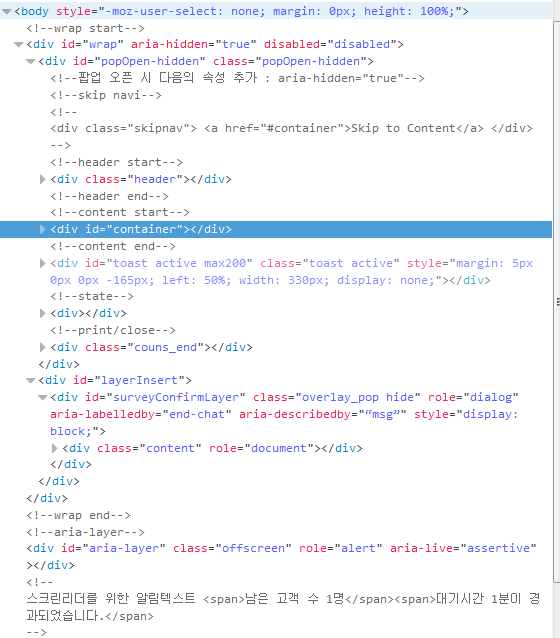 <body style="-moz-user-select: none; margin: 0px; height: 100%;">
<!--wrap start-->
<div id="wrap" aria-hidden="true" disabled="disabled">
<div id="popOpen-hidden" class="popOpen-hidden">
<!--팝업 오픈 시 다음의 속성 추가 : aria-hidden="true"-->
<!--skip navi-->
<!--
<div class="skipnav"> <a href="#container">Skip to Content</a> </div>
-->
<!--header start-->
<div class="header"></div>
<!--header end-->
<!--content start-->
<div id="container"></div>
<!--content end-->
<div id="toast active max200" class="toast active" style="margin: 5px
0px 0px -165px; left: 50%; width: 330px; display: none;"></div>
<!--state-->
<div></div>
<!--print/close-->
<div class="couns_end"></div>
</div>
<div id="layerInsert">
<div id="surveyConfirmLayer" class="overlay_pop hide" role="dialog"
aria-labelledby="end-chat" aria-describedby="“msg”" style="display:
block;">
<div class="content" role="document"></div>
</div>
</div>
</div>
<!--wrap end-->
<!--aria-layer-->
<div id="aria-layer" class="offscreen" role="alert" aria-live="assertive"
></div>
<!--
스크린리더를 위한 알림텍스트 <span>남은 고객 수 1명</span><span>대기시간 1분이 경
과되었습니다.</span>
-->